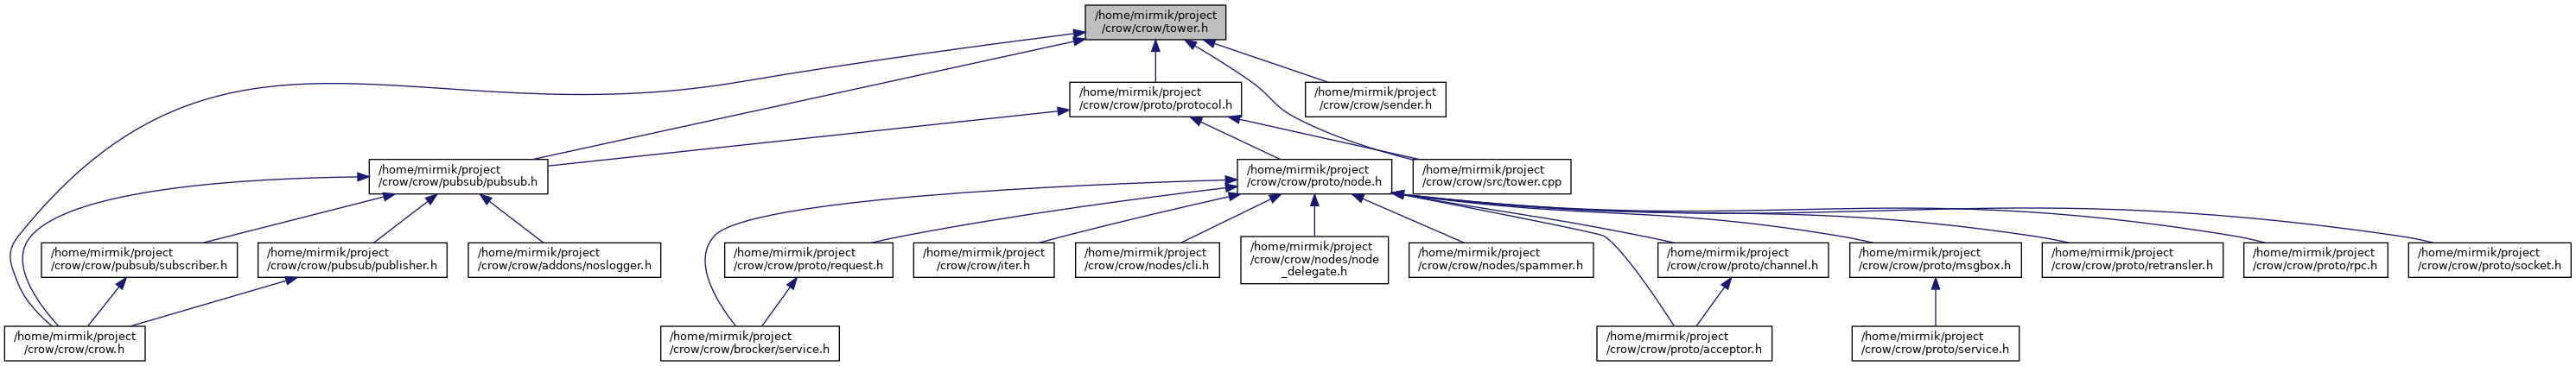 /home/mirmik/project
/crow/crow/tower.h
/home/mirmik/project
/crow/crow/proto/protocol.h
/home/mirmik/project
/crow/crow/sender.h
/home/mirmik/project
/crow/crow/pubsub/pubsub.h
/home/mirmik/project
/crow/crow/proto/node.h
/home/mirmik/project
/crow/crow/src/tower.cpp
/home/mirmik/project
/crow/crow/pubsub/subscriber.h
/home/mirmik/project
/crow/crow/pubsub/publisher.h
/home/mirmik/project
/crow/crow/addons/noslogger.h
/home/mirmik/project
/crow/crow/proto/request.h
/home/mirmik/project
/crow/crow/iter.h
/home/mirmik/project
/crow/crow/nodes/cli.h
/home/mirmik/project
/crow/crow/nodes/node
_delegate.h
/home/mirmik/project
/crow/crow/nodes/spammer.h
/home/mirmik/project
/crow/crow/proto/channel.h
/home/mirmik/project
/crow/crow/proto/msgbox.h
/home/mirmik/project
/crow/crow/proto/retransler.h
/home/mirmik/project
/crow/crow/proto/rpc.h
/home/mirmik/project
/crow/crow/proto/socket.h
/home/mirmik/project
/crow/crow/crow.h
/home/mirmik/project
/crow/crow/brocker/service.h
/home/mirmik/project
/crow/crow/proto/acceptor.h
/home/mirmik/project
/crow/crow/proto/service.h